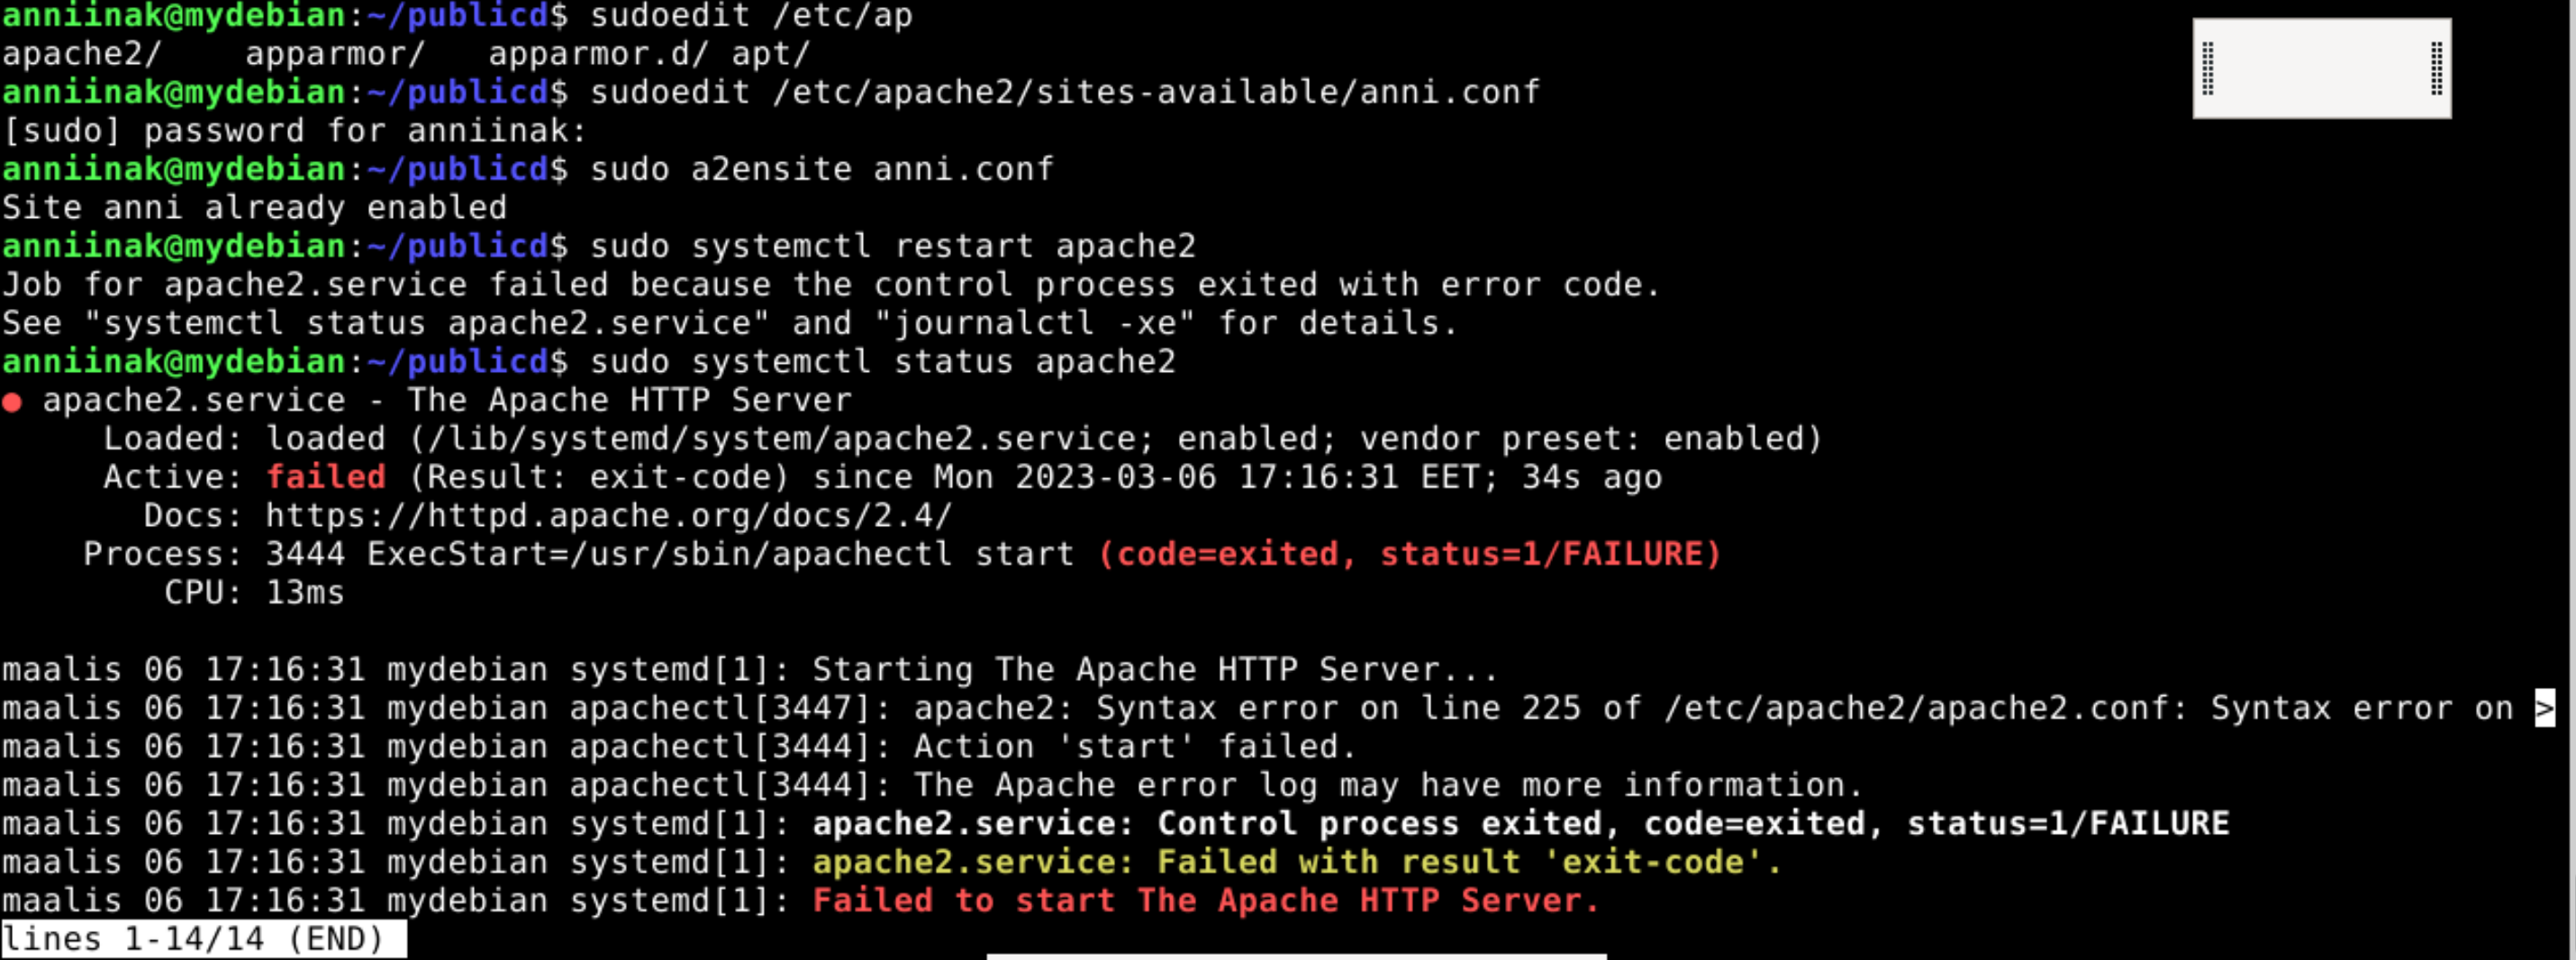 anniinak@mydebian:~/publicd$ sudoedit /etc/ap
apache2/    apparmor/   apparmor.d/ apt/
anniinak@mydebian:~/publicd$ sudoedit /etc/apache2/sites-available/anni.conf
[sudo] password for anniinak:
anniinak@mydebian:~/publicd$ sudo a2ensite anni.conf
Site anni already enabled
anniinak@mydebian:~/publicd$ sudo systemctl restart apache2
Job for apache2.service failed because the control process exited with error code.
See "systemctl status apache2.service" and "journalctl -xe" for details.
anniinak@mydebian:~/publicd$ sudo systemctl status apache2
● apache2.service - The Apache HTTP Server
     Loaded: loaded (/lib/systemd/system/apache2.service; enabled; vendor preset: enabled)
     Active: failed (Result: exit-code) since Mon 2023-03-06 17:16:31 EET; 34s ago
       Docs: https://httpd.apache.org/docs/2.4/
    Process: 3444 ExecStart=/usr/sbin/apachectl start (code=exited, status=1/FAILURE)
        CPU: 13ms

maalis 06 17:16:31 mydebian systemd[1]: Starting The Apache HTTP Server...
maalis 06 17:16:31 mydebian apachectl[3447]: apache2: Syntax error on line 225 of /etc/apache2/apache2.conf: Syntax error on >
maalis 06 17:16:31 mydebian apachectl[3444]: Action 'start' failed.
maalis 06 17:16:31 mydebian apachectl[3444]: The Apache error log may have more information.
maalis 06 17:16:31 mydebian systemd[1]: apache2.service: Control process exited, code=exited, status=1/FAILURE
maalis 06 17:16:31 mydebian systemd[1]: apache2.service: Failed with result 'exit-code'.
maalis 06 17:16:31 mydebian systemd[1]: Failed to start The Apache HTTP Server.
lines 1-14/14 (END)